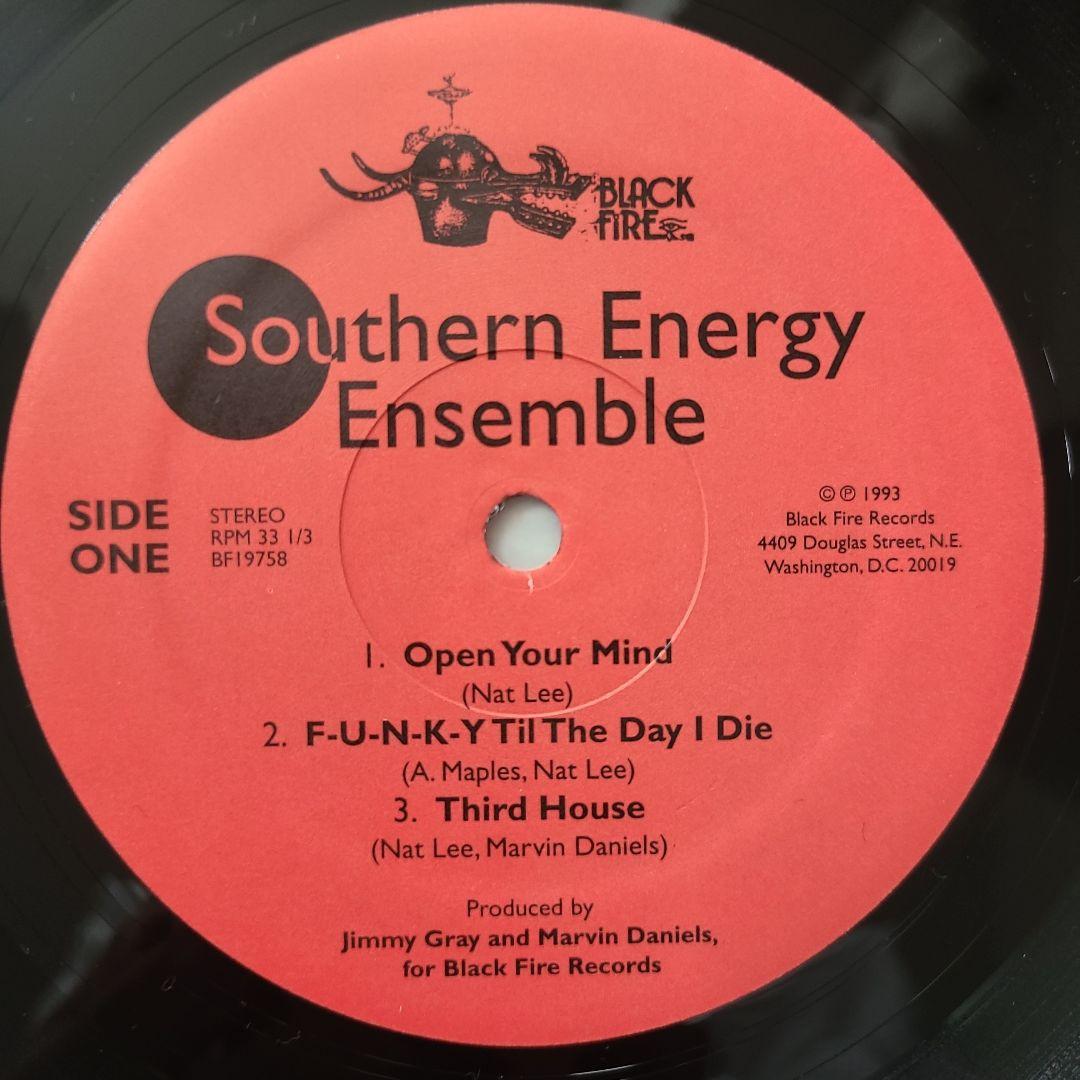 BLACK
FIRE
Southern Energy
Ensemble
SIDE
ONE
STEREO
RPM 33 1/3
BF19758
© ℗ 1993
Black Fire Records
4409 Douglas Street, N.E.
Washington, D.C. 20019
1. Open Your Mind
(Nat Lee)
2. F-U-N-K-Y Til The Day I Die
(A. Maples, Nat Lee)
3. Third House
(Nat Lee, Marvin Daniels)
Produced by
Jimmy Gray and Marvin Daniels,
for Black Fire Records